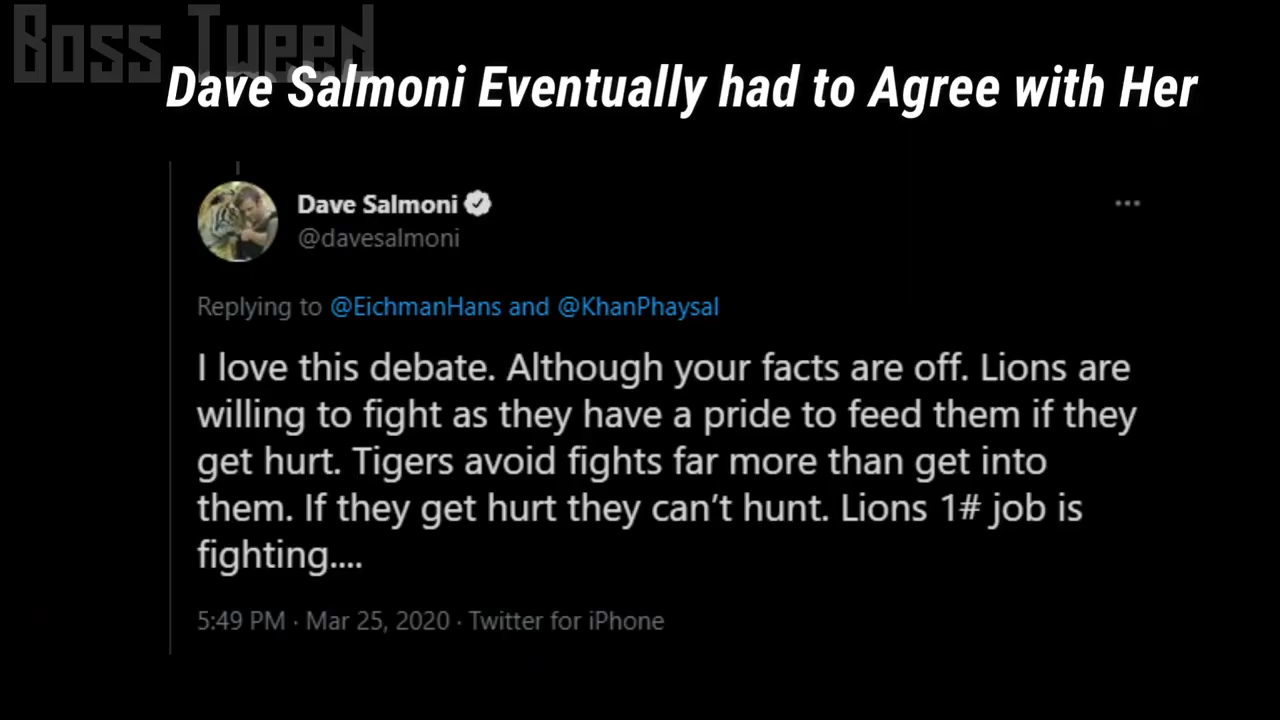 Boss Tweed
Dave Salmoni Eventually had to Agree with Her
Dave Salmoni
@davesalmoni
Replying to @EichmanHans and @KhanPhaysal
I love this debate. Although your facts are off. Lions are
willing to fight as they have a pride to feed them if they
get hurt. Tigers avoid fights far more than get into
them. If they get hurt they can’t hunt. Lions 1# job is
fighting....
5:49 PM · Mar 25, 2020 · Twitter for iPhone